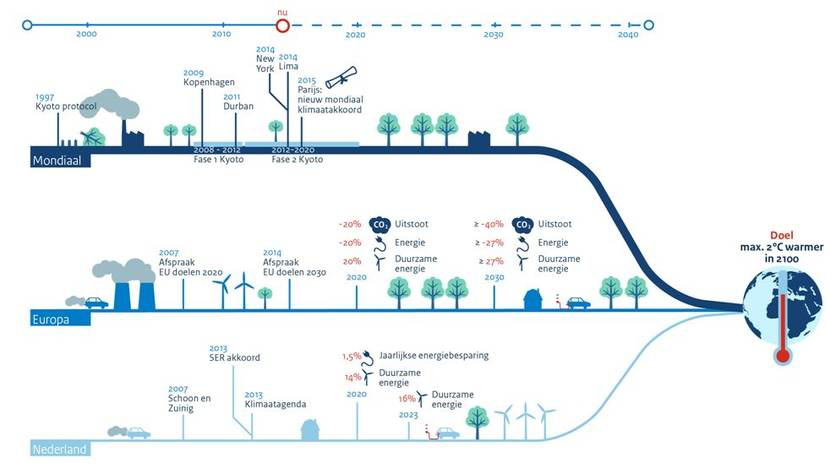 nu
2000
2010
2020
2030
2040
1997
Kyoto protocol
2009
Kopenhagen
2011
Durban
2014
New
York
2014
Lima
2015
Parijs:
nieuw mondiaal
klimaatakkoord
2008 - 2012
Fase 1 Kyoto
2012-2020
Fase 2 Kyoto
Mondiaal
Doel
max. 2°C warmer
in 2100
2007
Afspraak
EU doelen 2020
2014
Afspraak
EU doelen 2030
-20% CO2 Uitstoot
-20% Energie
20% Duurzame
energie
2020
≥ -40% CO2 Uitstoot
≥ -27% Energie
≥ 27% Duurzame
energie
2030
Europa
2007
Schoon en
Zuinig
2013
SER akkoord
2013
Klimaatagenda
1,5% Jaarlijkse energiebesparing
14% Duurzame
energie
2020
16% Duurzame
energie
2023
Nederland